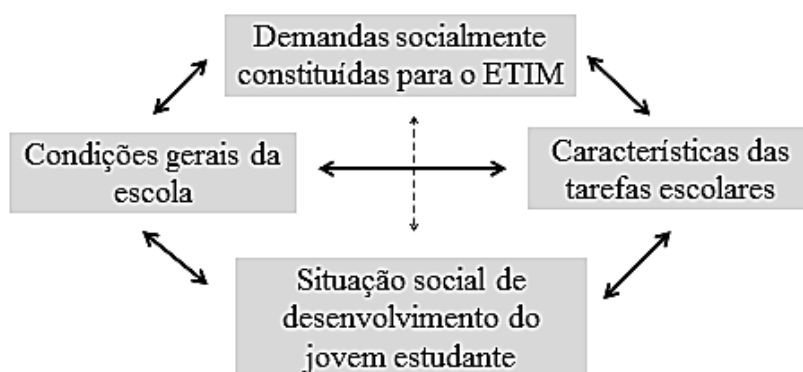 Demandas socialmente
constituídas para o ETIM
Condições gerais da
escola
Características das
tarefas escolares
Situação social de
desenvolvimento do
jovem estudante